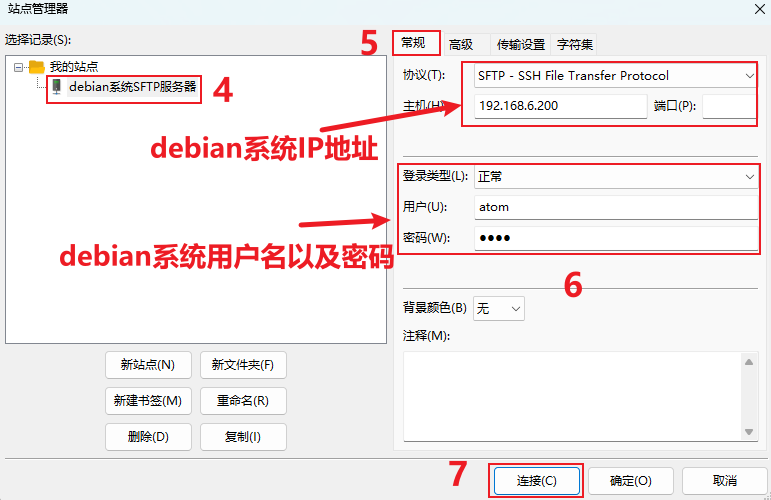 站点管理器
选择记录(S):
我的站点
debian系统SFTP服务器
4
debian系统IP地址
debian系统用户名以及密码
新站点(N)
新文件夹(F)
新建书签(M)
重命名(R)
删除(D)
复制(I)
5
常规
高级
传输设置
字符集
协议(T):
SFTP - SSH File Transfer Protocol
主机(H):
192.168.6.200
端口(P):
登录类型(L):
正常
用户(U):
atom
密码(W):
●●●●
6
背景颜色(B)
无
注释(M):
7
连接(C)
确定(O)
取消